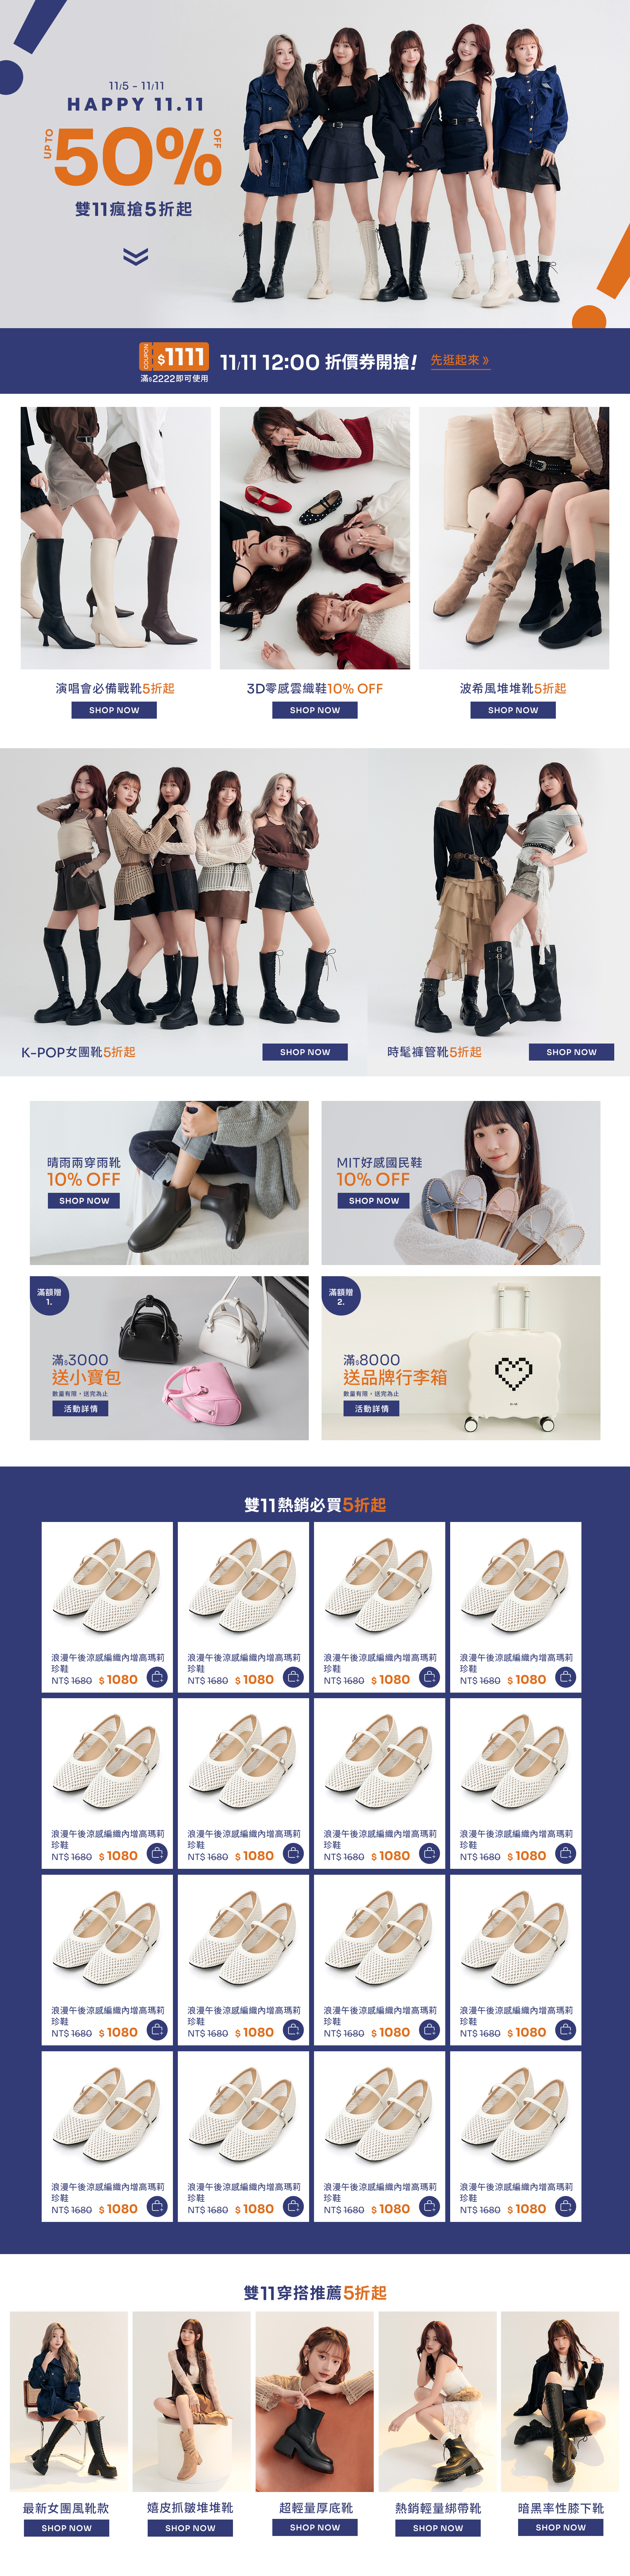 11/5 - 11/11
HAPPY 11.11
UP TO
50%
OFF
雙11瘋搶5折起
COUPON
$1111
滿$2222即可使用
11/11 12:00 折價券開搶!
先逛起來 »
演唱會必備戰靴5折起
SHOP NOW
3D零感雲織鞋10% OFF
SHOP NOW
波希風堆堆靴5折起
SHOP NOW
K-POP女團靴5折起
SHOP NOW
時髦褲管靴5折起
SHOP NOW
晴雨兩穿雨靴
10% OFF
SHOP NOW
MIT好感國民鞋
10% OFF
SHOP NOW
滿額贈
1.
滿$3000
送小寶包
數量有限，送完為止
活動詳情
滿額贈
2.
滿$8000
送品牌行李箱
數量有限，送完為止
活動詳情
雙11熱銷必買5折起
浪漫午後涼感編織內增高瑪莉
珍鞋
NT$ 1680 $ 1080
浪漫午後涼感編織內增高瑪莉
珍鞋
NT$ 1680 $ 1080
浪漫午後涼感編織內增高瑪莉
珍鞋
NT$ 1680 $ 1080
浪漫午後涼感編織內增高瑪莉
珍鞋
NT$ 1680 $ 1080
浪漫午後涼感編織內增高瑪莉
珍鞋
NT$ 1680 $ 1080
浪漫午後涼感編織內增高瑪莉
珍鞋
NT$ 1680 $ 1080
浪漫午後涼感編織內增高瑪莉
珍鞋
NT$ 1680 $ 1080
浪漫午後涼感編織內增高瑪莉
珍鞋
NT$ 1680 $ 1080
浪漫午後涼感編織內增高瑪莉
珍鞋
NT$ 1680 $ 1080
浪漫午後涼感編織內增高瑪莉
珍鞋
NT$ 1680 $ 1080
浪漫午後涼感編織內增高瑪莉
珍鞋
NT$ 1680 $ 1080
浪漫午後涼感編織內增高瑪莉
珍鞋
NT$ 1680 $ 1080
浪漫午後涼感編織內增高瑪莉
珍鞋
NT$ 1680 $ 1080
浪漫午後涼感編織內增高瑪莉
珍鞋
NT$ 1680 $ 1080
浪漫午後涼感編織內增高瑪莉
珍鞋
NT$ 1680 $ 1080
浪漫午後涼感編織內增高瑪莉
珍鞋
NT$ 1680 $ 1080
雙11穿搭推薦5折起
最新女團風靴款
SHOP NOW
嬉皮抓皺堆堆靴
SHOP NOW
超輕量厚底靴
SHOP NOW
熱銷輕量綁帶靴
SHOP NOW
暗黑率性膝下靴
SHOP NOW